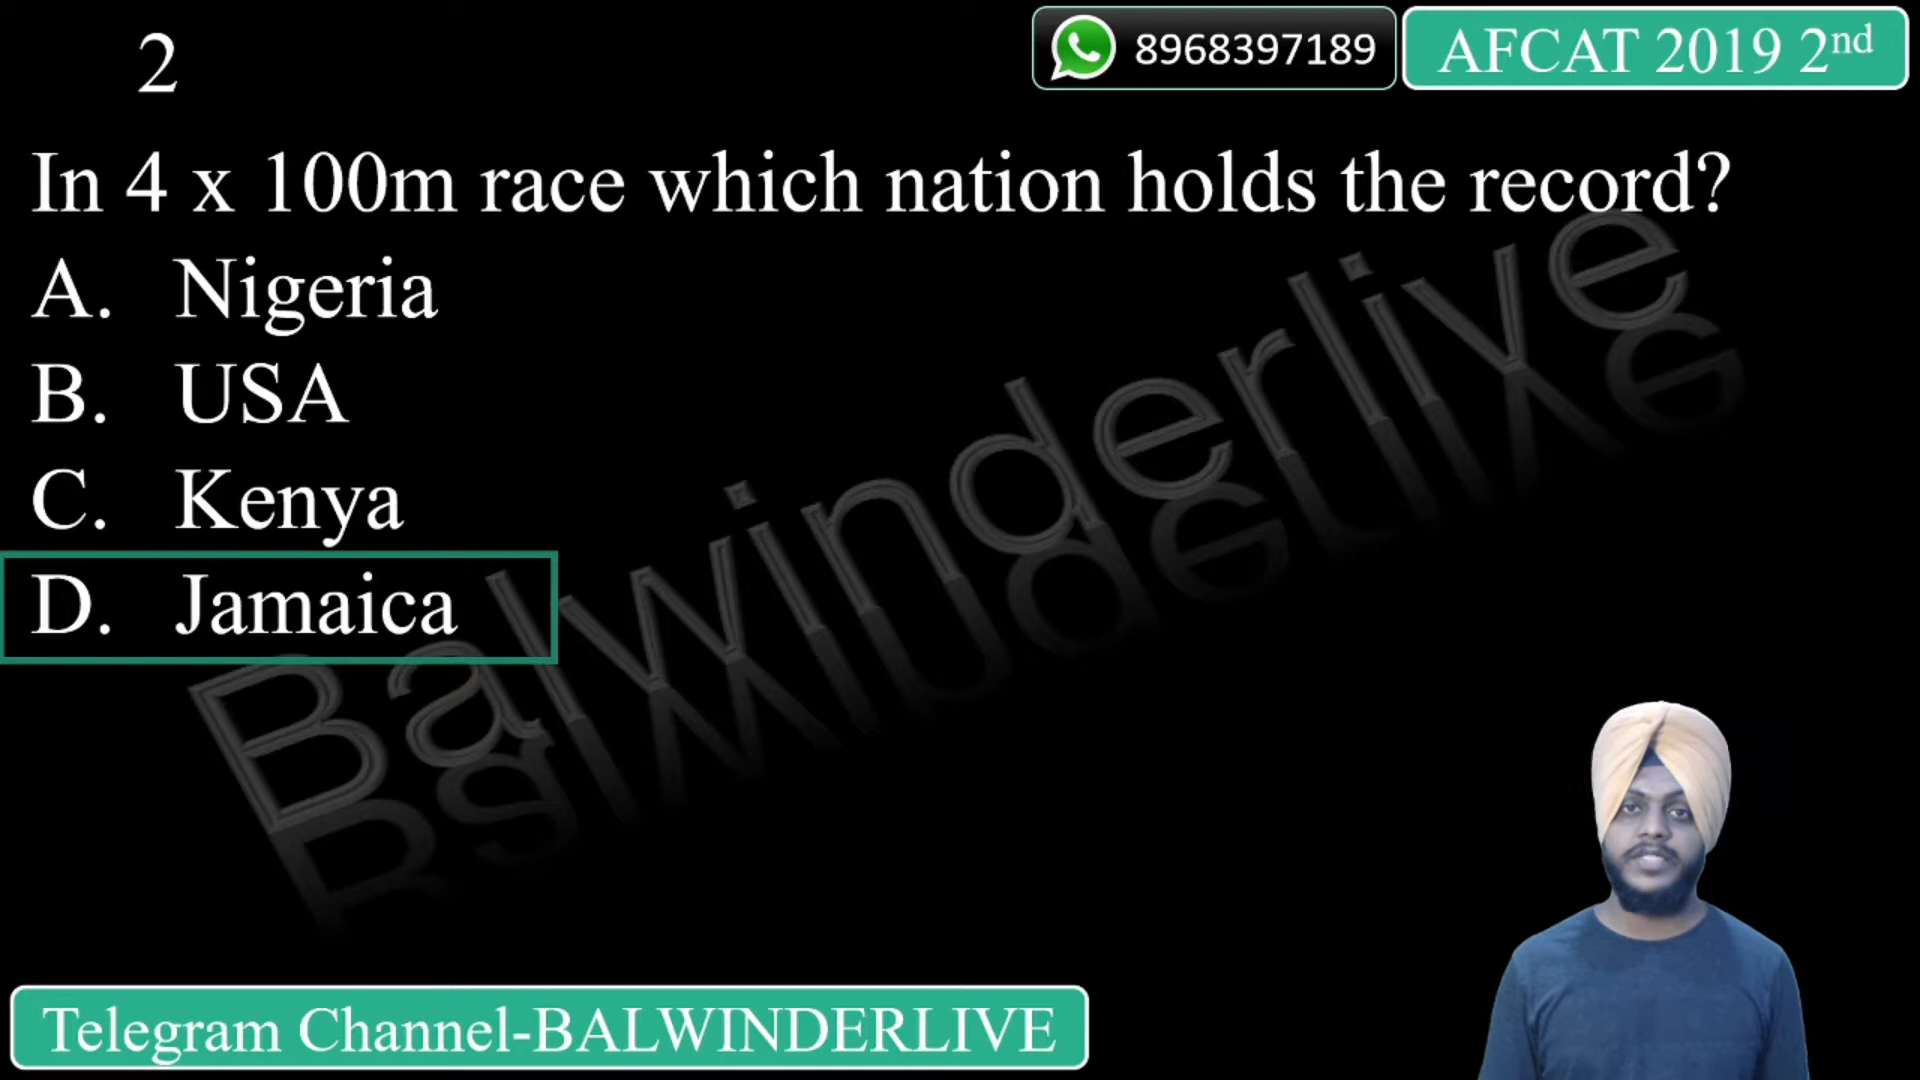 2
8968397189
AFCAT 2019 2nd
In 4 x 100m race which nation holds the record?
A. Nigeria
B. USA
C. Kenya
D. Jamaica
Balwinderlive
Telegram Channel-BALWINDERLIVE